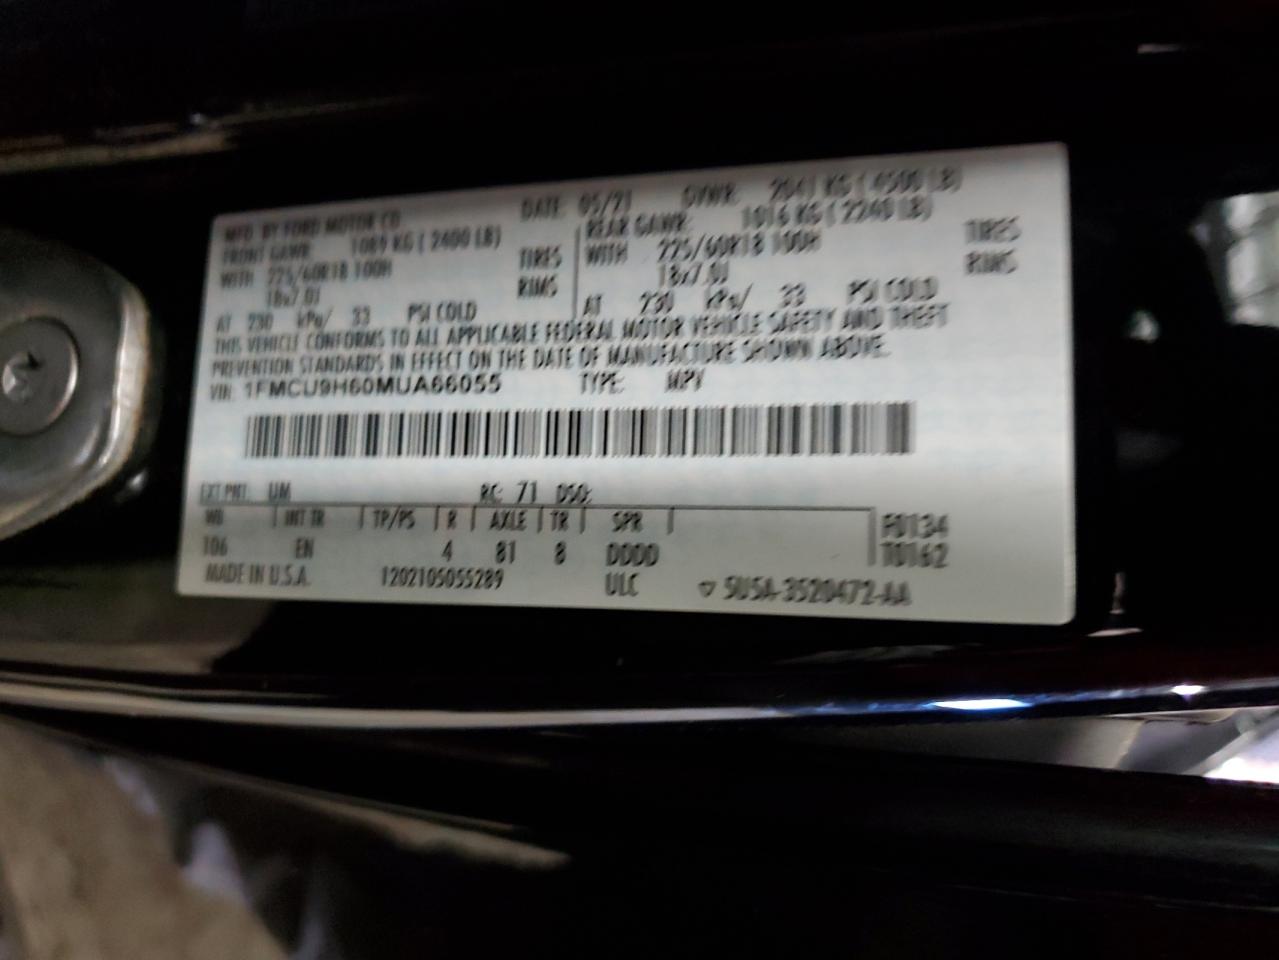 MFD. BY FORD MOTOR CO.
DATE: 05/21 GVWR: 2041 KG ( 4500 LB)
FRONT GAWR: 1089 KG ( 2400 LB)
WITH 225/60R18 100H TIRES
18x7.0J RIMS
AT 230 kPa/ 33 PSI COLD
REAR GAWR: 1016 KG ( 2240 LB)
WITH 225/60R18 100H TIRES
18x7.0J RIMS
AT 230 kPa/ 33 PSI COLD
THIS VEHICLE CONFORMS TO ALL APPLICABLE FEDERAL MOTOR VEHICLE SAFETY AND THEFT
PREVENTION STANDARDS IN EFFECT ON THE DATE OF MANUFACTURE SHOWN ABOVE.
VIN: 1FMCU9H60MUA66055 TYPE: MPV
EXT PNT: UM RC: 71 DSO:
WB INT TR TP/PS R AXLE TR SPR F0134
106 EN 4 81 8 DDDD T0162
MADE IN U.S.A. 1202105055289 ULC ▽ 5U5A-3520472-AA